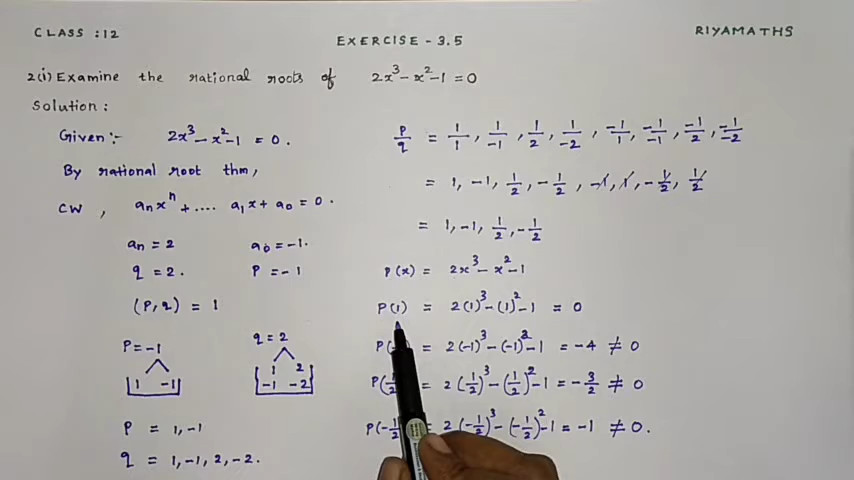 CLASS : 12
EXERCISE - 3.5
RIYAMATHS
2(i) Examine the rational roots of 2x³ - x² - 1 = 0
Solution :
Given :- 2x³ - x² - 1 = 0 .
By rational root thm,
CW , aₙxⁿ + .... a₁x + a₀ = 0 .
aₙ = 2 a₀ = -1 .
q = 2 . P = -1
(P, q) = 1
P = -1 q = 2
1 -1 1 2
-1 -2
P = 1, -1
q = 1, -1, 2, -2 .
P/q = 1/1 , 1/-1 , 1/2 , 1/-2 , -1/1 , -1/-1 , -1/2 , -1/-2
= 1, -1, 1/2 , -1/2 , -1, 1, -1/2 , 1/2
= 1, -1, 1/2 , -1/2
P(x) = 2x³ - x² - 1
P(1) = 2(1)³ - (1)² - 1 = 0
P(- = 2(-1)³ - (-1)² - 1 = -4 ≠ 0
P(1/2 = 2(1/2)³ - (1/2)² - 1 = -3/2 ≠ 0
P(-1/2 = 2(-1/2)³ - (-1/2)² - 1 = -1 ≠ 0 .